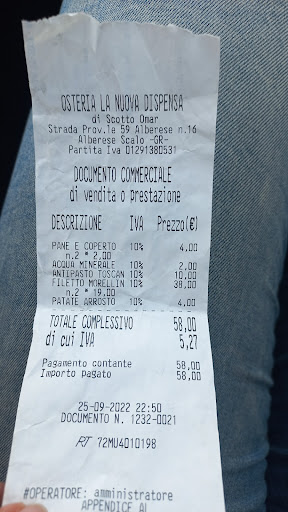 OSTERIA LA NUOVA DISPENSA
di Scotto Omar
Strada Prov.le 59 Alberese n.16
Alberese Scalo -GR-
Partita Iva 01291380531
DOCUMENTO COMMERCIALE
di vendita o prestazione
DESCRIZIONE IVA Prezzo(€)
PANE E COPERTO 10% 4,00
n.2 * 2,00
ACQUA MINERALE 10% 2,00
ANTIPASTO TOSCAN 10% 10,00
FILETTO MORELLIN 10% 38,00
n.2 * 19,00
PATATE ARROSTO 10% 4,00
TOTALE COMPLESSIVO 58,00
di cui IVA 5,27
Pagamento contante 58,00
Importo pagato 58,00
25-09-2022 22:50
DOCUMENTO N. 1232-0021
RT 72MU4010198
#OPERATORE: amministratore
APPENDICE AL